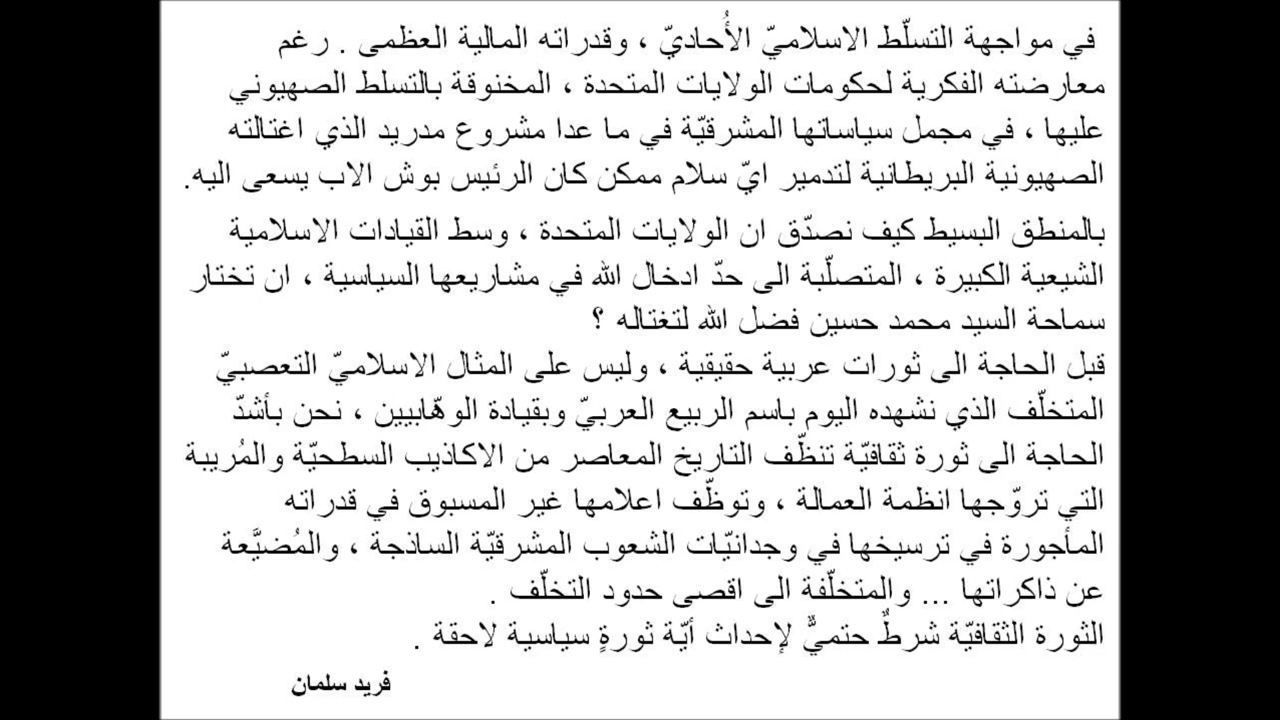 في مواجهة التسلّط الاسلاميّ الأُحاديّ ، وقدراته المالية العظمى . رغم
معارضته الفكرية لحكومات الولايات المتحدة ، المخنوقة بالتسلط الصهيوني
عليها ، في مجمل سياساتها المشرقيّة في ما عدا مشروع مدريد الذي اغتالته
الصهيونية البريطانية لتدمير ايّ سلام ممكن كان الرئيس بوش الاب يسعى اليه.
بالمنطق البسيط كيف نصدّق ان الولايات المتحدة ، وسط القيادات الاسلامية
الشيعية الكبيرة ، المتصلّبة الى حدّ ادخال الله في مشاريعها السياسية ، ان تختار
سماحة السيد محمد حسين فضل الله لتغتاله ؟
قبل الحاجة الى ثورات عربية حقيقية ، وليس على المثال الاسلاميّ التعصبيّ
المتخلّف الذي نشهده اليوم باسم الربيع العربيّ وبقيادة الوهّابيين ، نحن بأشدّ
الحاجة الى ثورة ثقافيّة تنظّف التاريخ المعاصر من الاكاذيب السطحيّة والمُريبة
التي تروّجها انظمة العمالة ، وتوظّف اعلامها غير المسبوق في قدراته
المأجورة في ترسيخها في وجدانيّات الشعوب المشرقيّة الساذجة ، والمُضيَّعة
عن ذاكراتها ... والمتخلّفة الى اقصى حدود التخلّف .
الثورة الثقافيّة شرطٌ حتميٌّ لإحداث أيّة ثورةٍ سياسية لاحقة .
فريد سلمان